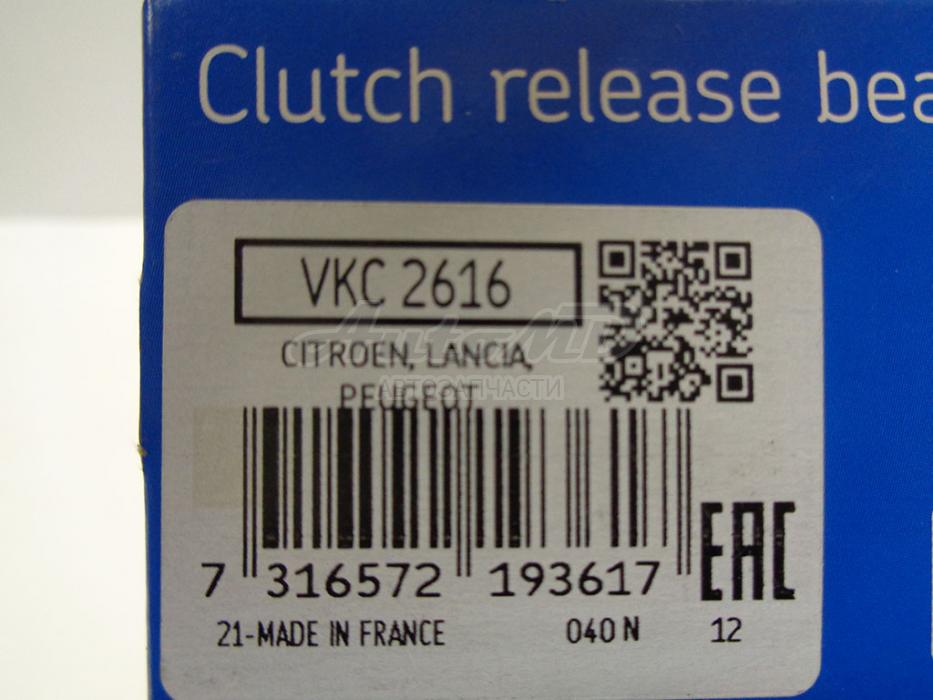 Clutch release bea
VKC 2616
AutoMP
CITROEN, LANCIA,
АВТОЗАПЧАСТИ
PEUGEOT
7 316572 193617
EAC
21-MADE IN FRANCE 040 N 12